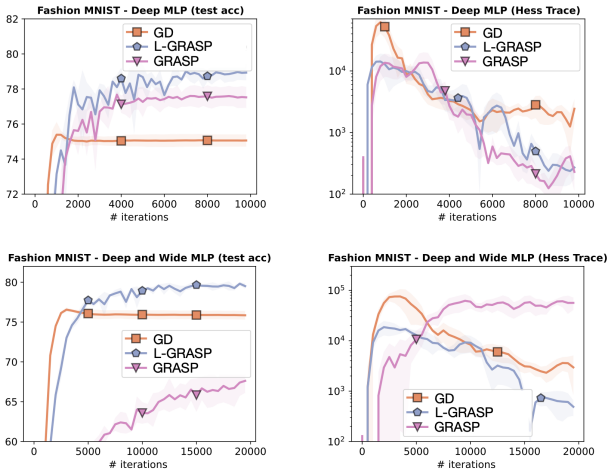 Fashion MNIST - Deep MLP (test acc)
82
80
78
76
74
72
GD
L-GRASP
GRASP
0 2000 4000 6000 8000 10000
# iterations
Fashion MNIST - Deep MLP (Hess Trace)
10^4
10^3
10^2
GD
L-GRASP
GRASP
0 2000 4000 6000 8000 10000
# iterations
Fashion MNIST - Deep and Wide MLP (test acc)
80
75
70
65
60
GD
L-GRASP
GRASP
0 5000 10000 15000 20000
# iterations
Fashion MNIST - Deep and Wide MLP (Hess Trace)
10^5
10^4
10^3
10^2
GD
L-GRASP
GRASP
0 5000 10000 15000 20000
# iterations